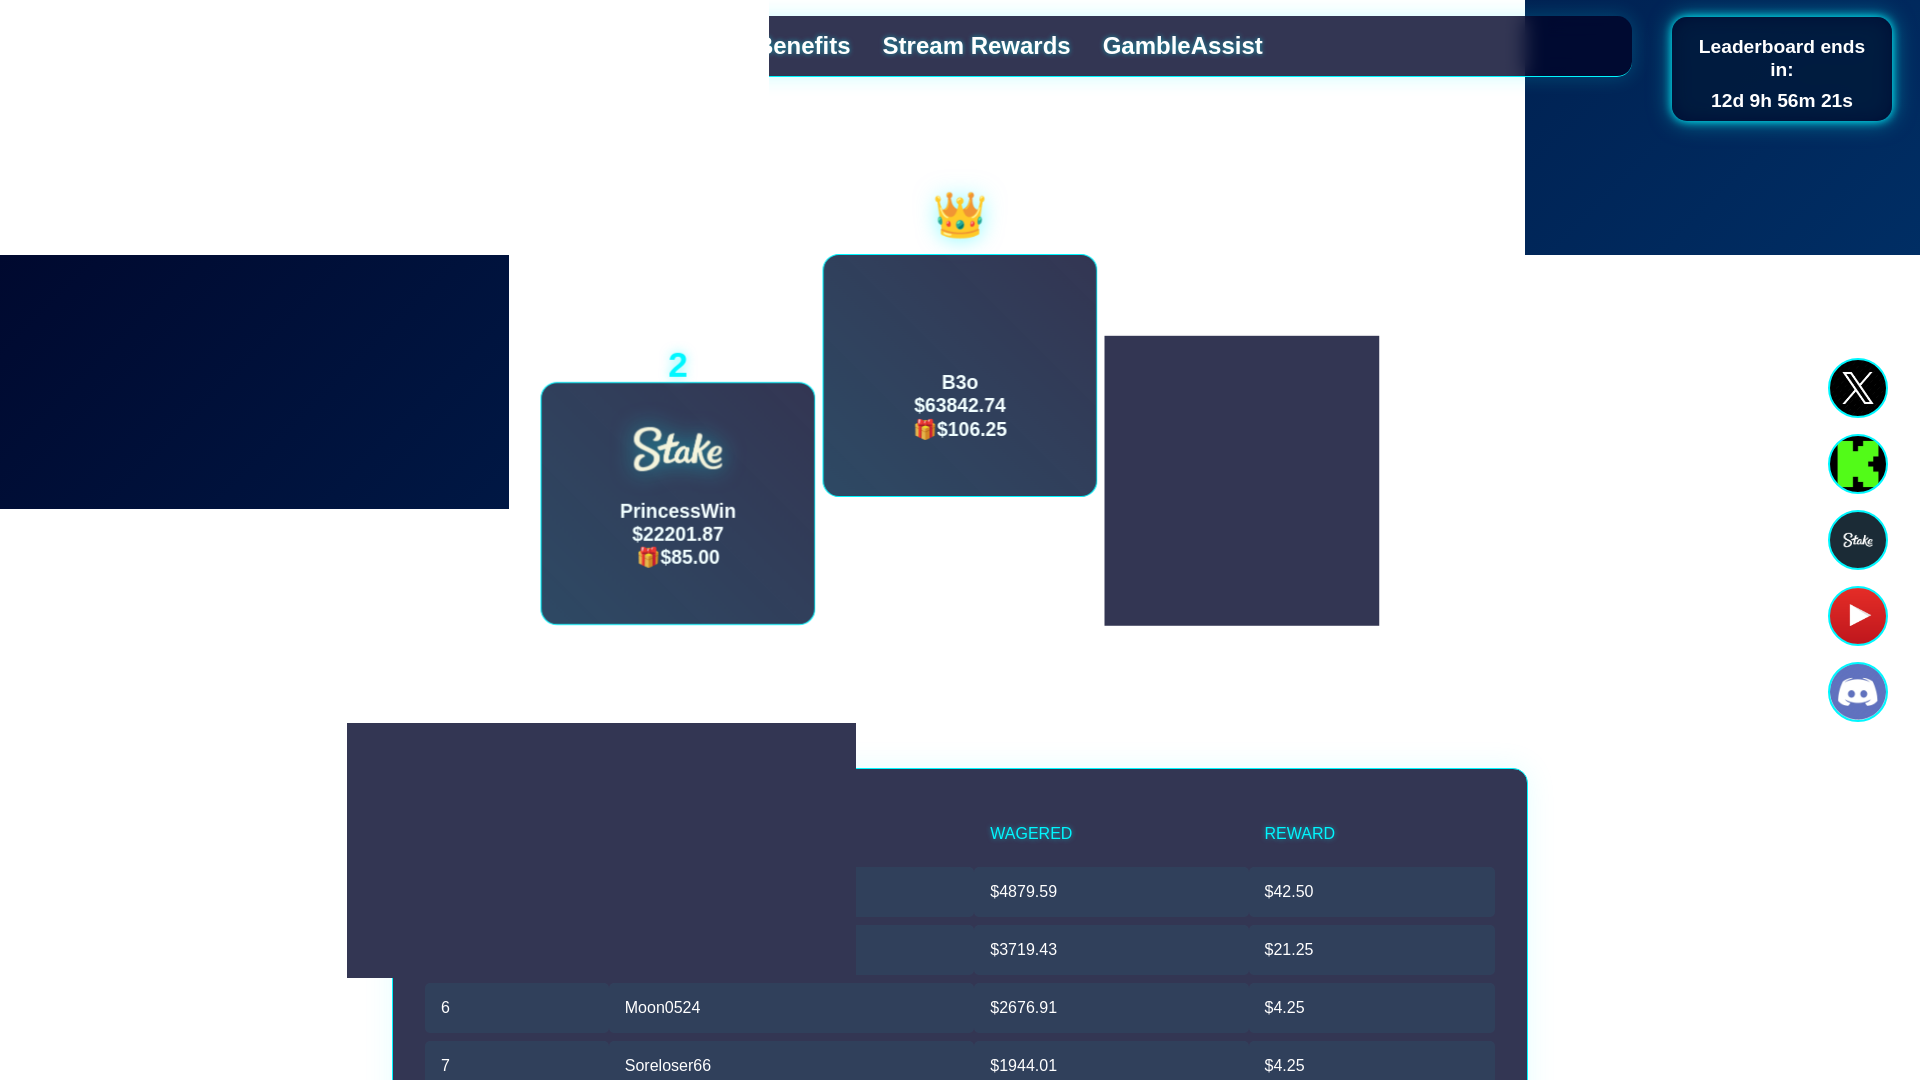 Benefits Stream Rewards GambleAssist
Leaderboard ends
in:
12d 9h 56m 21s
2
Stake
PrincessWin
$22201.87
$85.00
B3o
$63842.74
$106.25
Stake
WAGERED REWARD
$4879.59 $42.50
$3719.43 $21.25
6 Moon0524 $2676.91 $4.25
7 Soreloser66 $1944.01 $4.25